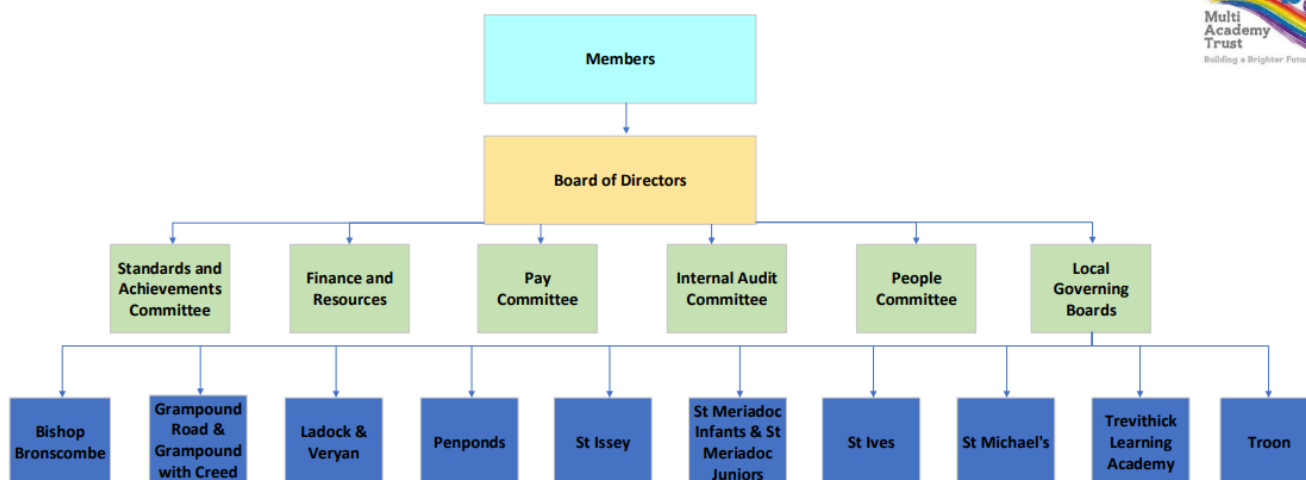 Multi
Academy
Trust
Building a Brighter Futur
Members
Board of Directors
Standards and
Achievements
Committee
Finance and
Resources
Pay
Committee
Internal Audit
Committee
People
Committee
Local
Governing
Boards
Bishop
Bronscombe
Grampound
Road &
Grampound
with Creed
Ladock &
Veryan
Penponds
St Issey
St Meriadoc
Infants & St
Meriadoc
Juniors
St Ives
St Michael's
Trevithick
Learning
Academy
Troon